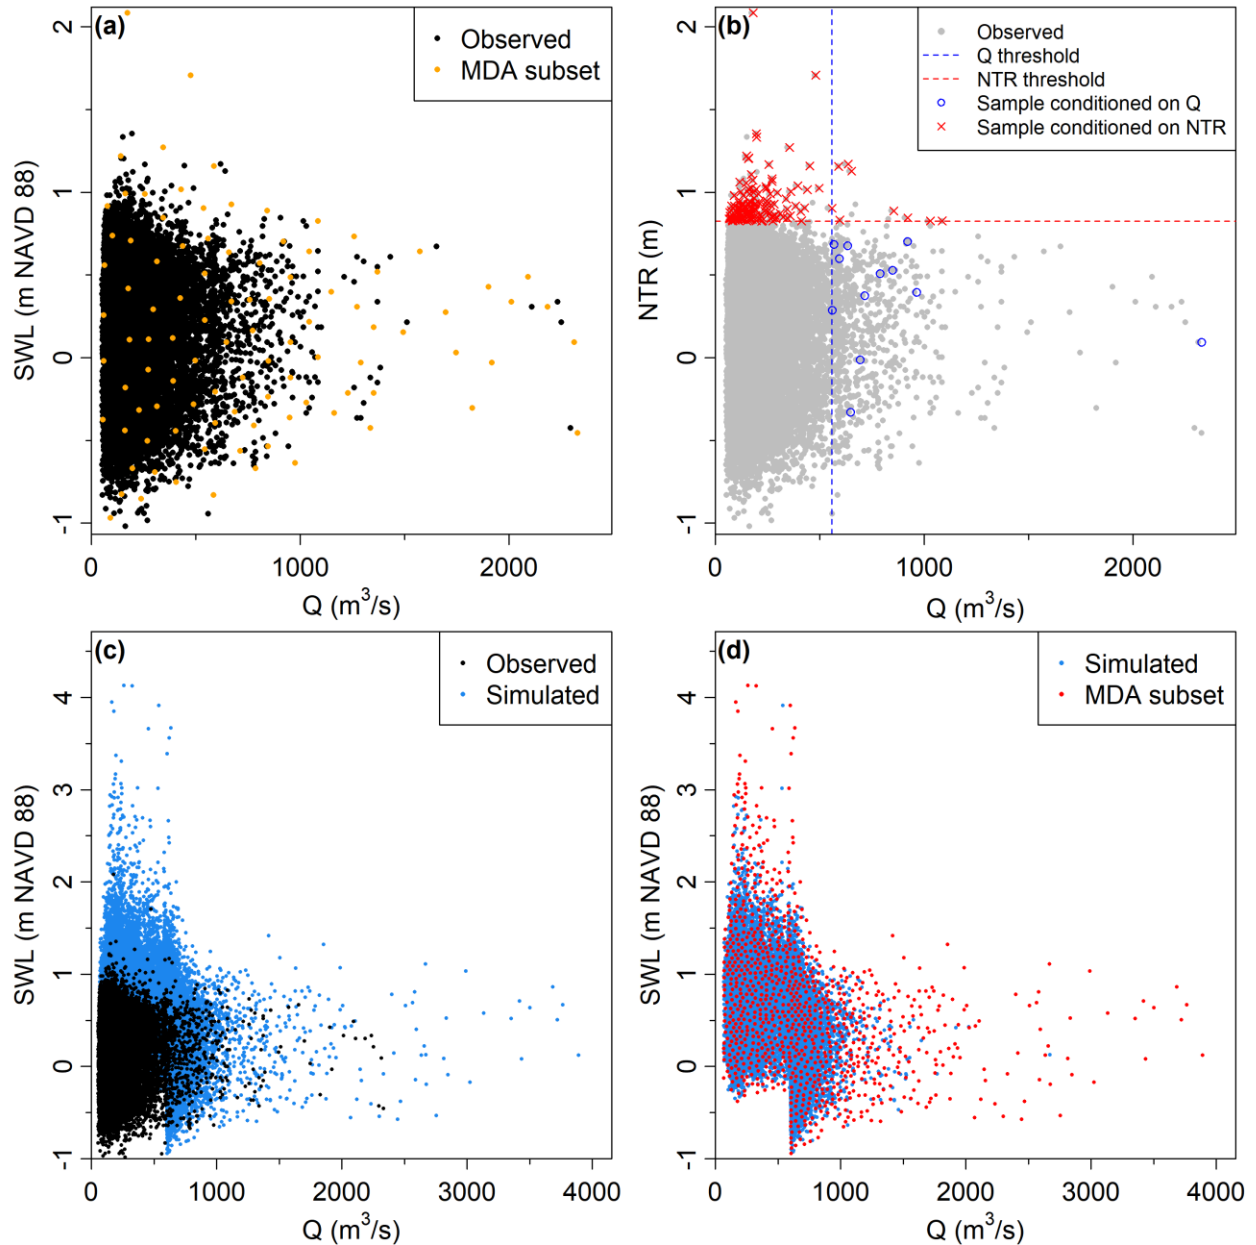 (a)
Observed
MDA subset
2
1
0
-1
SWL (m NAVD 88)
0
1000
2000
Q (m³/s)
(b)
Observed
Q threshold
NTR threshold
Sample conditioned on Q
Sample conditioned on NTR
2
1
0
-1
NTR (m)
0
1000
2000
Q (m³/s)
(c)
Observed
Simulated
4
3
2
1
0
-1
SWL (m NAVD 88)
0
1000
2000
3000
4000
Q (m³/s)
(d)
Simulated
MDA subset
4
3
2
1
0
-1
SWL (m NAVD 88)
0
1000
2000
3000
4000
Q (m³/s)